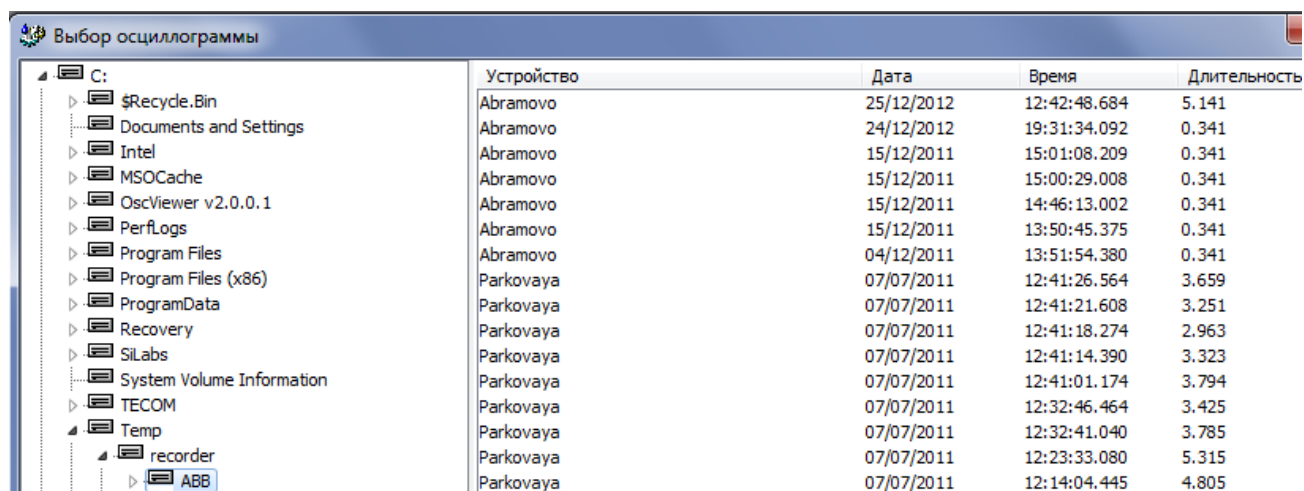 Выбор осциллограммы
C:
$Recycle.Bin
Documents and Settings
Intel
MSOCache
OscViewer v2.0.0.1
PerfLogs
Program Files
Program Files (x86)
ProgramData
Recovery
SiLabs
System Volume Information
TECOM
Temp
recorder
ABB
Устройство Дата Время Длительность
Abramovo 25/12/2012 12:42:48.684 5.141
Abramovo 24/12/2012 19:31:34.092 0.341
Abramovo 15/12/2011 15:01:08.209 0.341
Abramovo 15/12/2011 15:00:29.008 0.341
Abramovo 15/12/2011 14:46:13.002 0.341
Abramovo 15/12/2011 13:50:45.375 0.341
Abramovo 04/12/2011 13:51:54.380 0.341
Parkovaya 07/07/2011 12:41:26.564 3.659
Parkovaya 07/07/2011 12:41:21.608 3.251
Parkovaya 07/07/2011 12:41:18.274 2.963
Parkovaya 07/07/2011 12:41:14.390 3.323
Parkovaya 07/07/2011 12:41:01.174 3.794
Parkovaya 07/07/2011 12:32:46.464 3.425
Parkovaya 07/07/2011 12:32:41.040 3.785
Parkovaya 07/07/2011 12:23:33.080 5.315
Parkovaya 07/07/2011 12:14:04.445 4.805